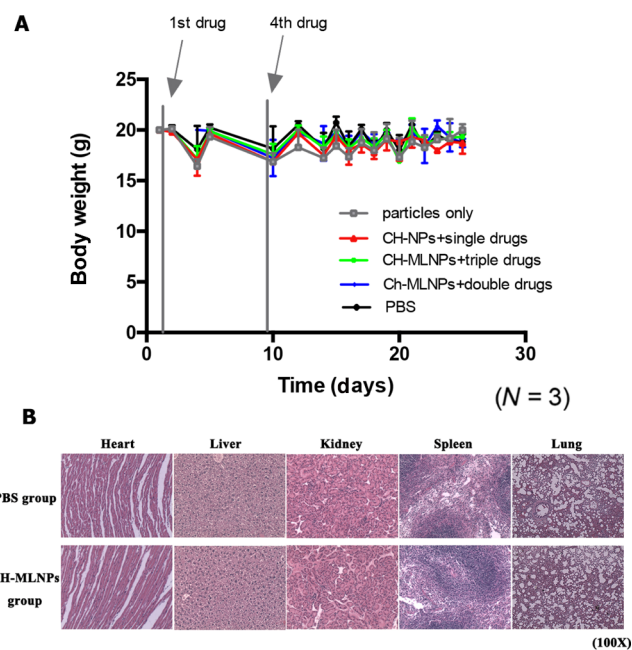 A
1st drug
4th drug
25
20
15
10
5
0
Body weight (g)
0
10
20
30
Time (days)
particles only
CH-NPs+single drugs
CH-MLNPs+triple drugs
Ch-MLNPs+double drugs
PBS
(N = 3)
B
Heart
Liver
Kidney
Spleen
Lung
PBS group
H-MLNPs
group
(100X)